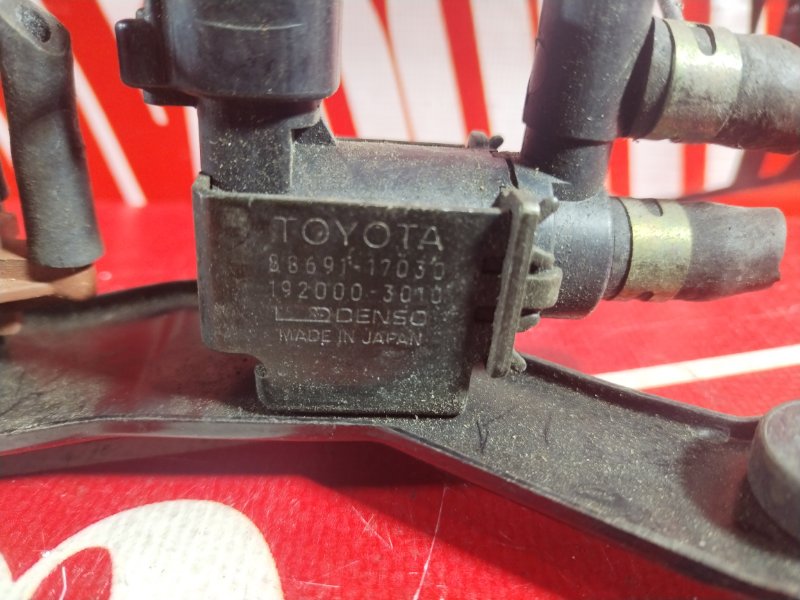 TOYOTA
88691-17030
192000-3010
DENSO
MADE IN JAPAN